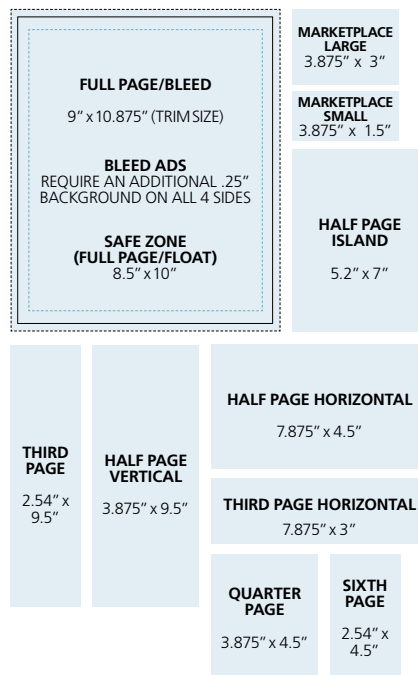 FULL PAGE/BLEED
9” x 10.875” (TRIM SIZE)
BLEED ADS
REQUIRE AN ADDITIONAL .25”
BACKGROUND ON ALL 4 SIDES
SAFE ZONE
(FULL PAGE/FLOAT)
8.5” x 10”
MARKETPLACE
LARGE
3.875” x 3”
MARKETPLACE
SMALL
3.875” x 1.5”
HALF PAGE
ISLAND
5.2” x 7”
THIRD
PAGE
2.54” x
9.5”
HALF PAGE
VERTICAL
3.875” x 9.5”
HALF PAGE HORIZONTAL
7.875” x 4.5”
THIRD PAGE HORIZONTAL
7.875” x 3”
QUARTER
PAGE
3.875” x 4.5”
SIXTH
PAGE
2.54” x
4.5”